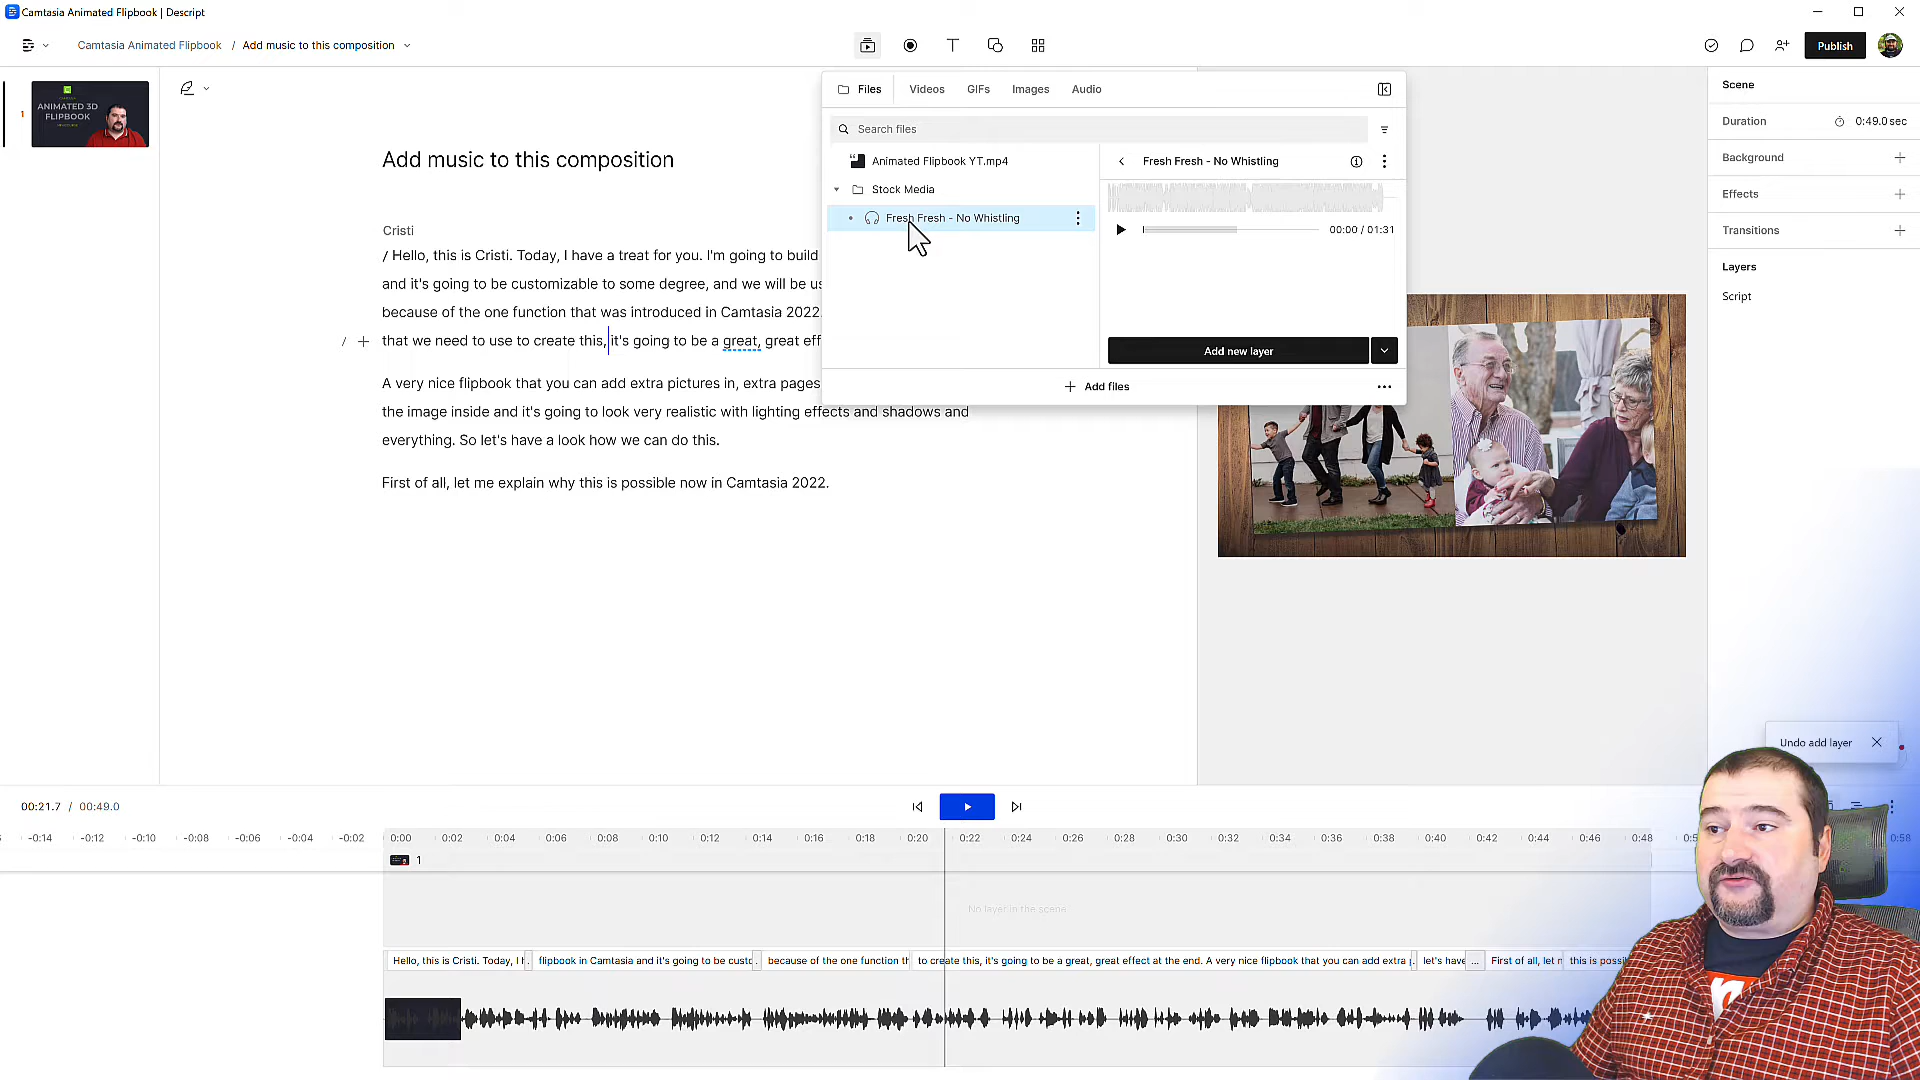 Camtasia Animated Flipbook | Descript
Camtasia Animated Flipbook / Add music to this composition
Publish
1
ANIMATED 3D
FLIPBOOK
Files Videos GIFs Images Audio
Search files
Animated Flipbook YT.mp4
Stock Media
Fresh Fresh - No Whistling
Fresh Fresh - No Whistling
00:00 / 01:31
Add new layer
Add files
Scene
Duration 0:49.0 sec
Background
Effects
Transitions
Layers
Script
Add music to this composition
Cristi
/ Hello, this is Cristi. Today, I have a treat for you. I'm going to build
and it's going to be customizable to some degree, and we will be us
because of the one function that was introduced in Camtasia 2022.
that we need to use to create this, it's going to be a great, great eff
A very nice flipbook that you can add extra pictures in, extra pages
the image inside and it's going to look very realistic with lighting effects and shadows and
everything. So let's have a look how we can do this.
First of all, let me explain why this is possible now in Camtasia 2022.
Undo add layer
00:21.7 / 00:49.0
-0:14 -0:12 -0:10 -0:08 -0:06 -0:04 -0:02 0:00 0:02 0:04 0:06 0:08 0:10 0:12 0:14 0:16 0:18 0:20 0:22 0:24 0:26 0:28 0:30 0:32 0:34 0:36 0:38 0:40 0:42 0:44 0:46 0:48 0:58
1
No layer in the scene
Hello, this is Cristi. Today, I h . flipbook in Camtasia and it's going to be custo . because of the one function th to create this, it's going to be a great, great effect at the end. A very nice flipbook that you can add extra p . let's have ... First of all, let n this is possi